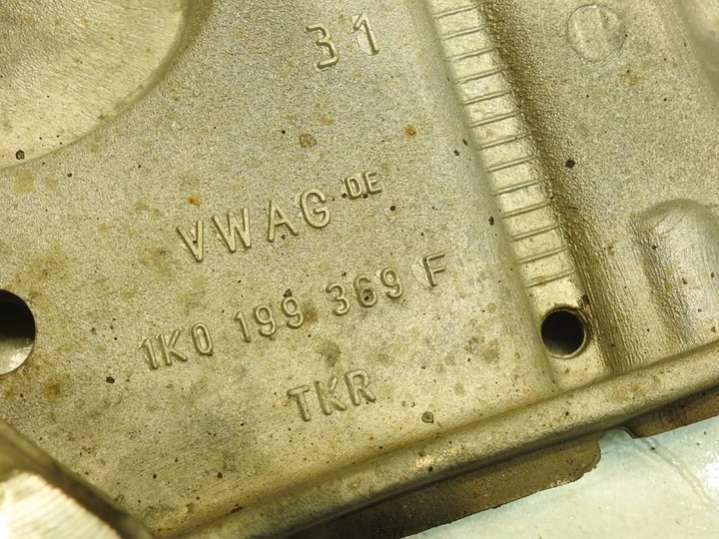 31
VWAG DE
1K0 199 369 F
TKR